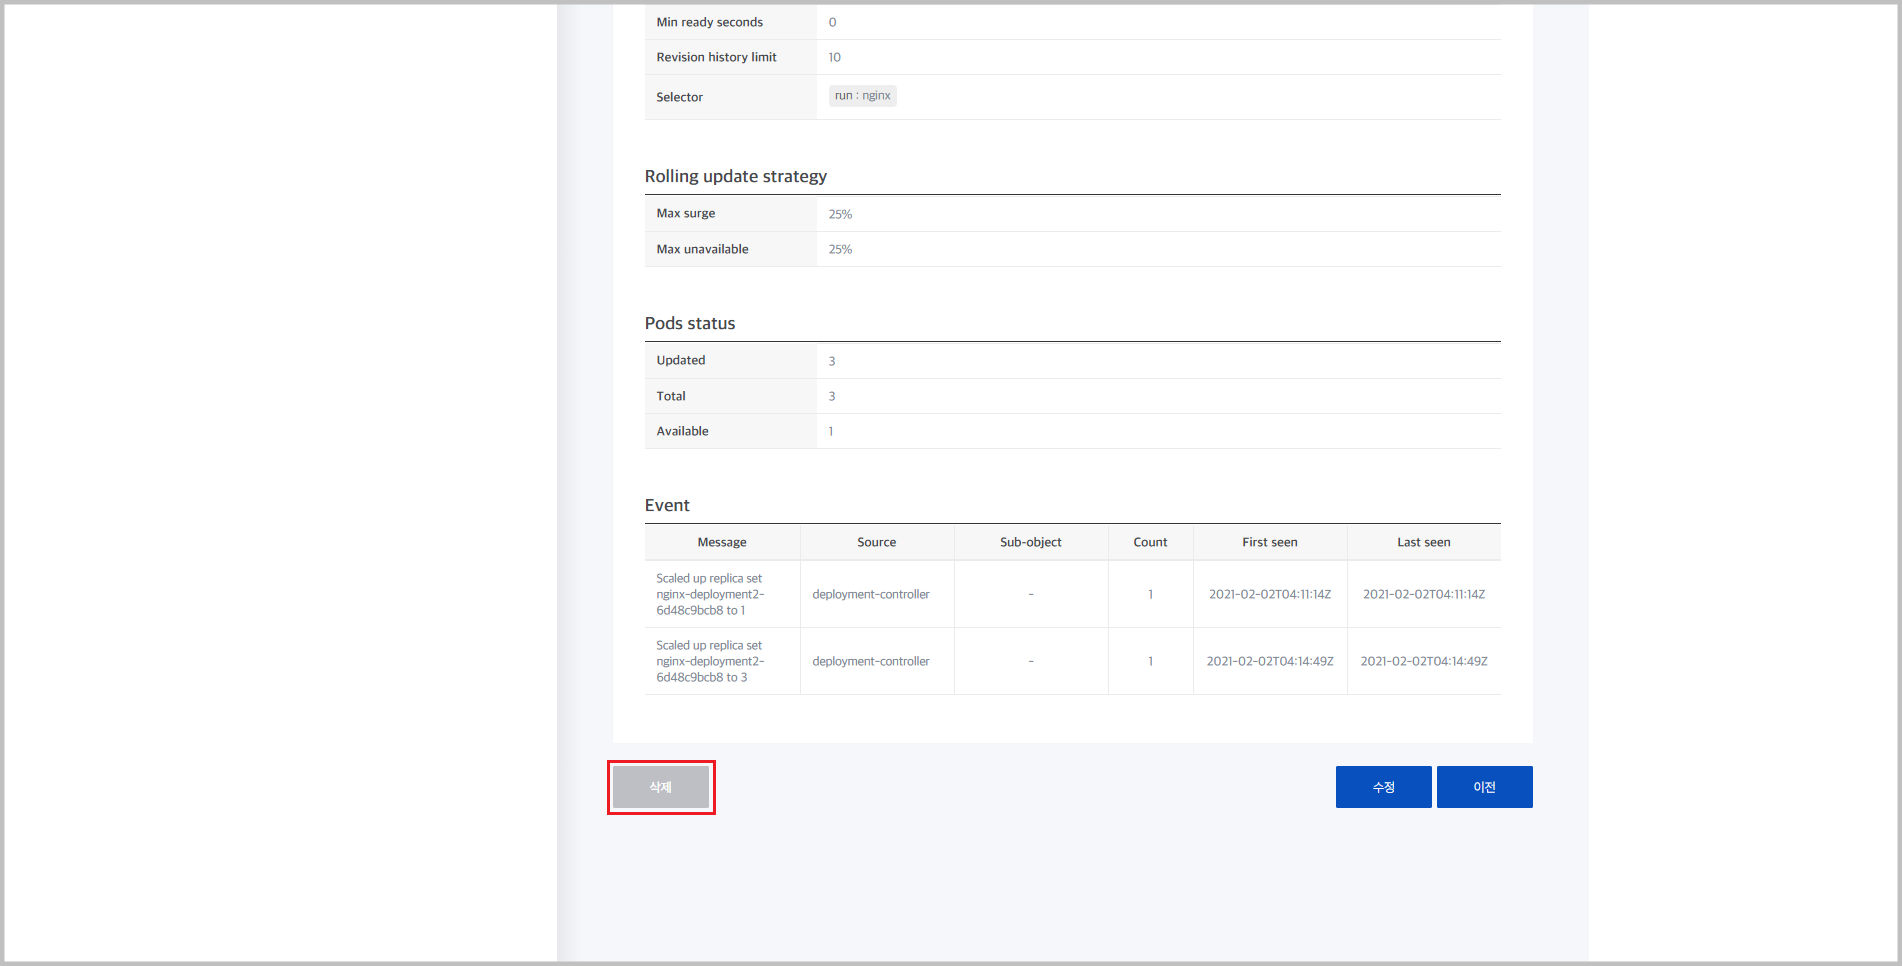 Min ready seconds 0
Revision history limit 10
Selector run : nginx
Rolling update strategy
Max surge 25%
Max unavailable 25%
Pods status
Updated 3
Total 3
Available 1
Event
Message Source Sub-object Count First seen Last seen
Scaled up replica set
nginx-deployment2-
6d48c9bcb8 to 1
deployment-controller - 1 2021-02-02T04:11:14Z 2021-02-02T04:11:14Z
Scaled up replica set
nginx-deployment2-
6d48c9bcb8 to 3
deployment-controller - 1 2021-02-02T04:14:49Z 2021-02-02T04:14:49Z
삭제 수정 이전